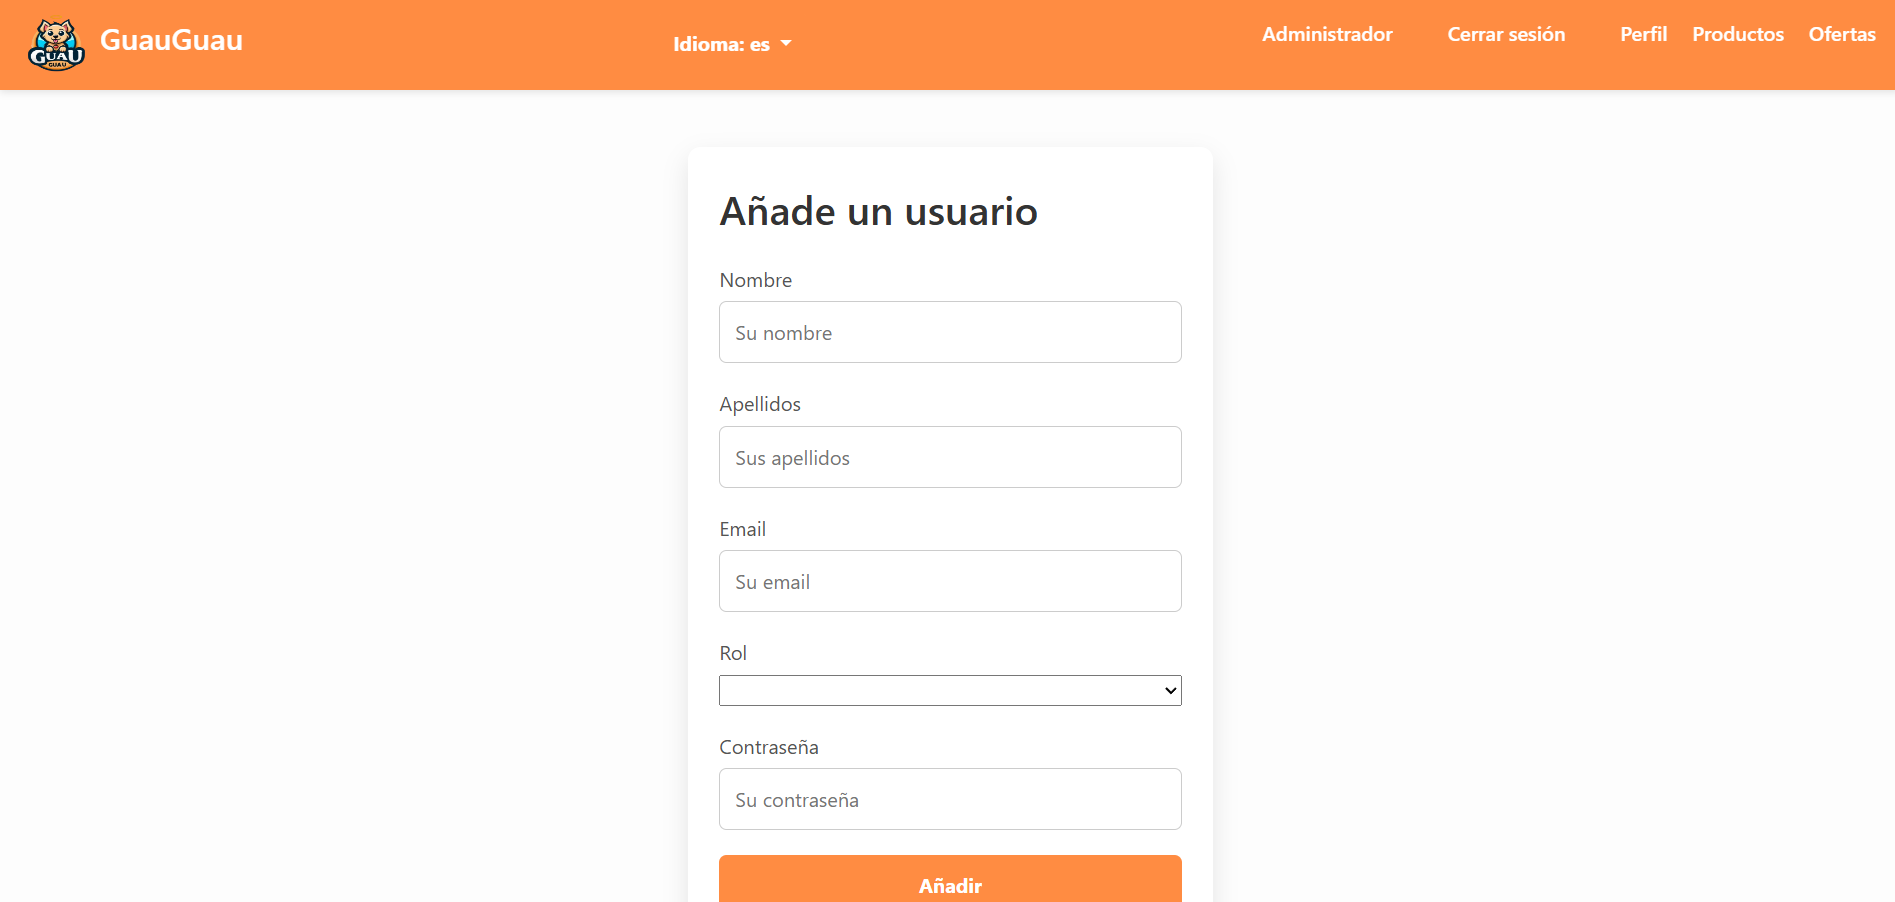 GUAU
GUAU
GuauGuau
Idioma: es
Administrador
Cerrar sesión
Perfil
Productos
Ofertas
Añade un usuario
Nombre
Su nombre
Apellidos
Sus apellidos
Email
Su email
Rol
Contraseña
Su contraseña
Añadir